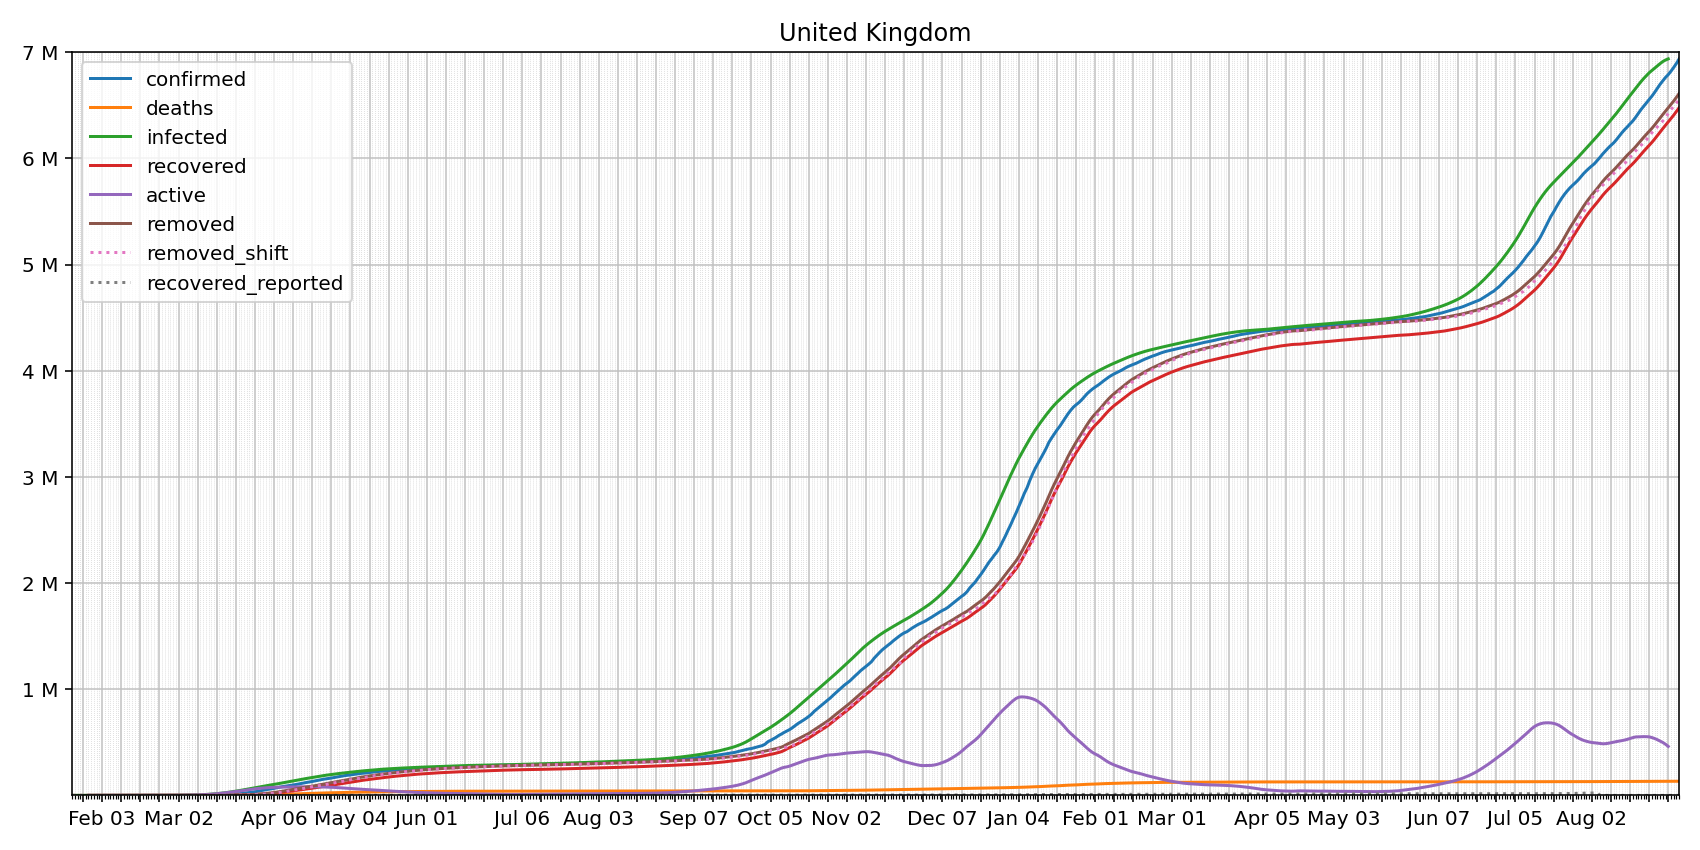 United Kingdom
7 M
6 M
5 M
4 M
3 M
2 M
1 M
confirmed
deaths
infected
recovered
active
removed
removed_shift
recovered_reported
Feb 03 Mar 02 Apr 06 May 04 Jun 01 Jul 06 Aug 03 Sep 07 Oct 05 Nov 02 Dec 07 Jan 04 Feb 01 Mar 01 Apr 05 May 03 Jun 07 Jul 05 Aug 02